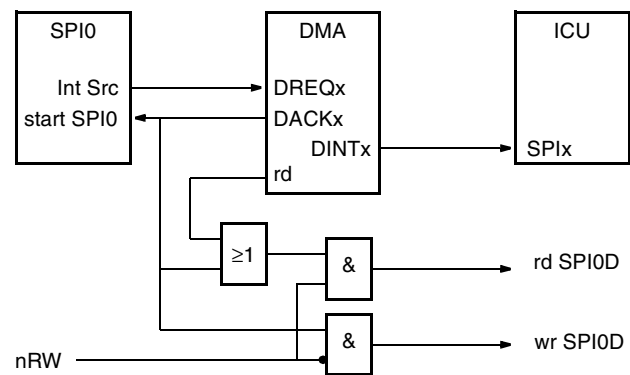 SPI0 DMA ICU
Int Src DREQx
start SPI0 DACKx
DINTx SPIx
rd
≥1
& rd SPI0D
& wr SPI0D
nRW